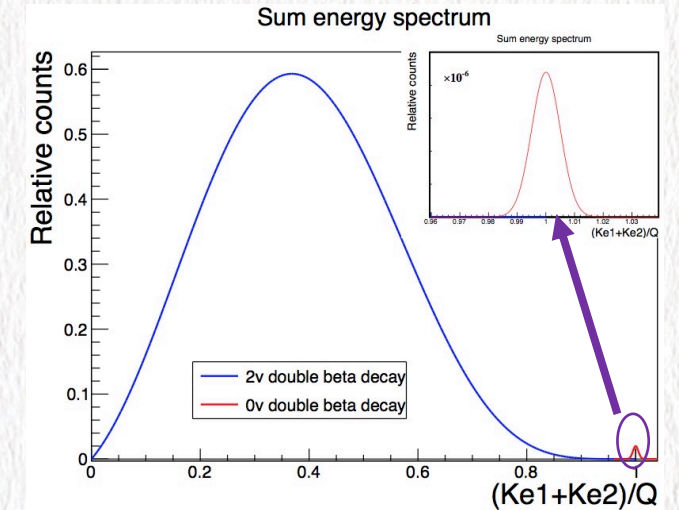 Sum energy spectrum
Relative counts
0.6
0.5
0.4
0.3
0.2
0.1
0
0 0.2 0.4 0.6 0.8 1
(Ke1+Ke2)/Q
2v double beta decay
0v double beta decay
Sum energy spectrum
Relative counts
×10-6
0.96 0.97 0.98 0.99 1 1.01 1.02 1.03
(Ke1+Ke2)/Q